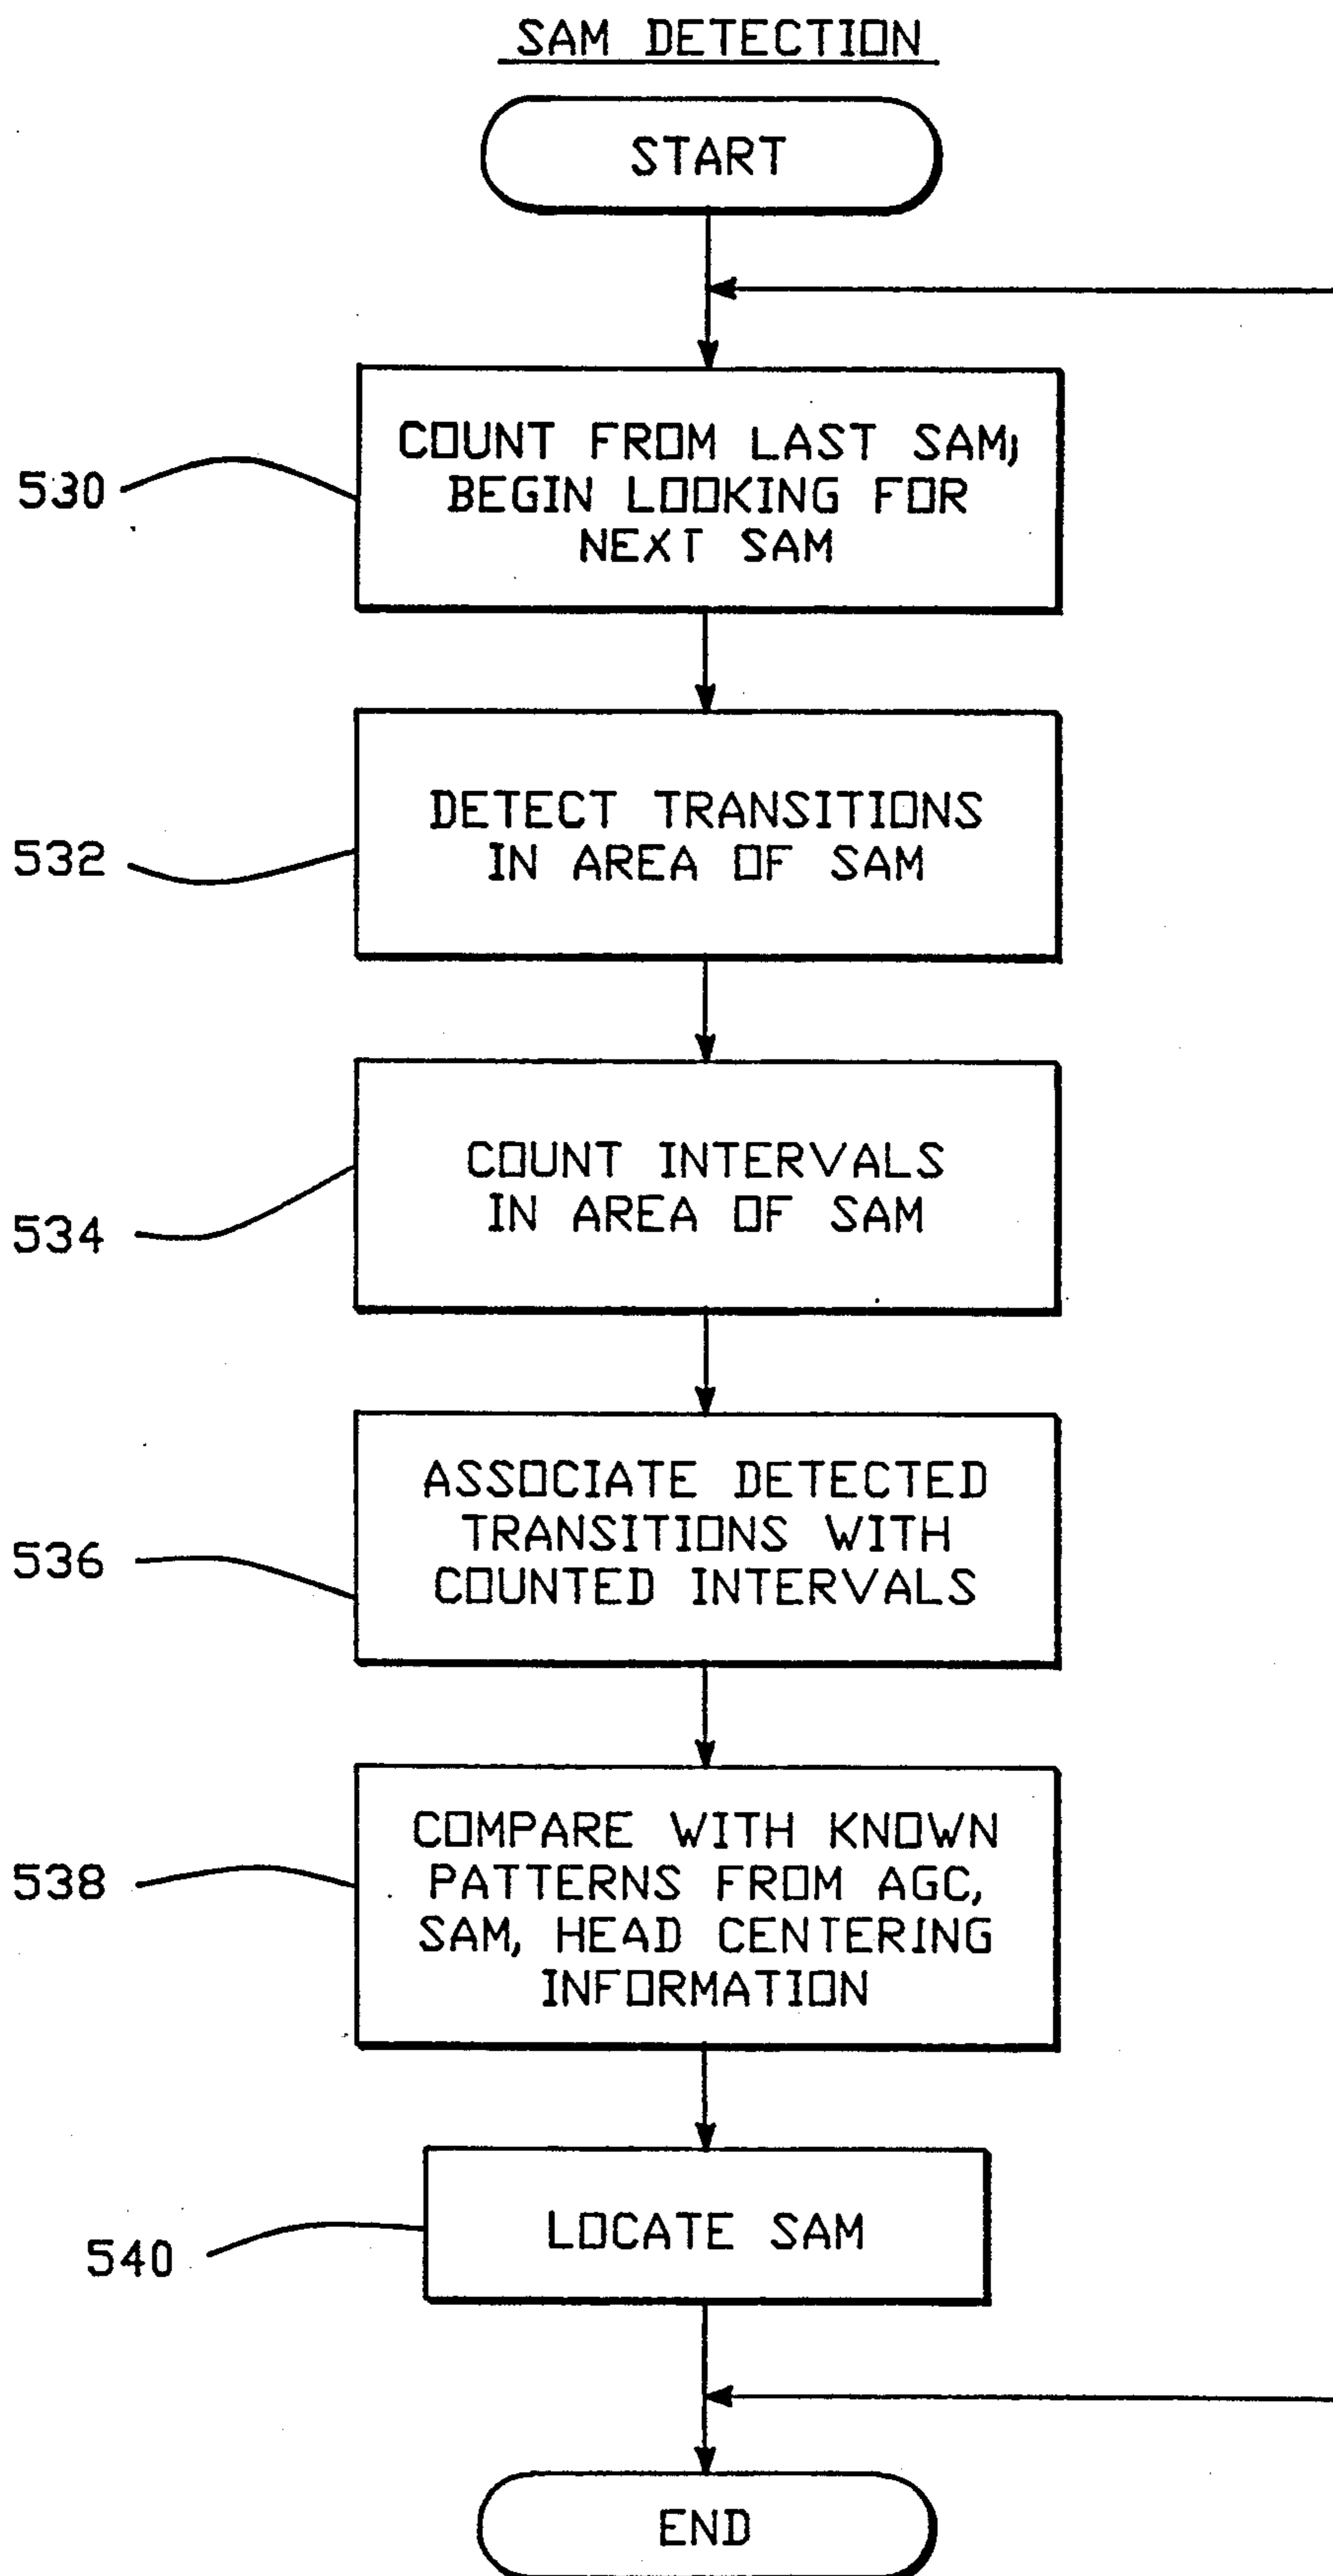 SAM DETECTION
START
530
COUNT FROM LAST SAM;
BEGIN LOOKING FOR
NEXT SAM
532
DETECT TRANSITIONS
IN AREA OF SAM
534
COUNT INTERVALS
IN AREA OF SAM
536
ASSOCIATE DETECTED
TRANSITIONS WITH
COUNTED INTERVALS
538
COMPARE WITH KNOWN
PATTERNS FROM AGC,
SAM, HEAD CENTERING
INFORMATION
540
LOCATE SAM
END